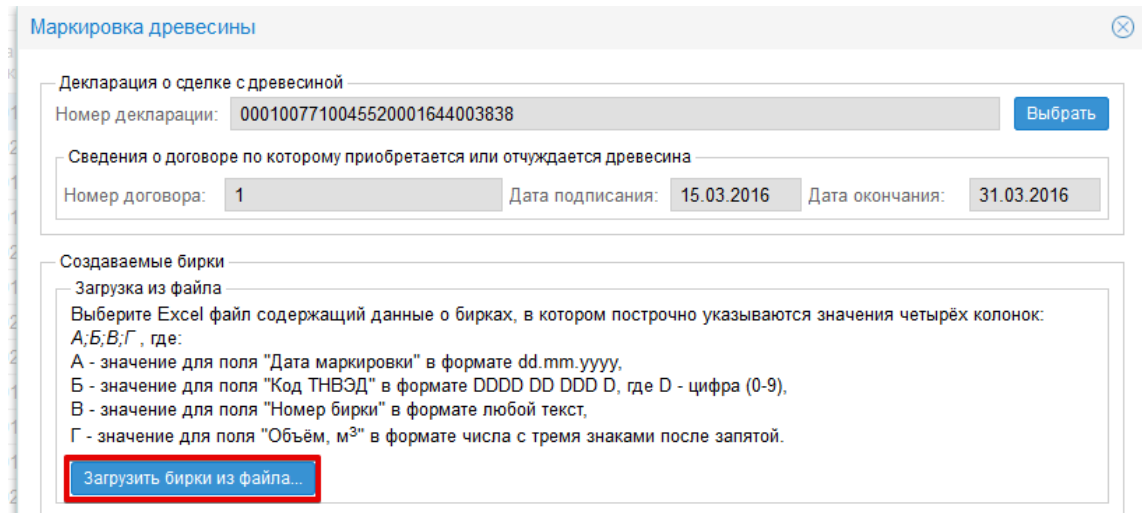 Маркировка древесины
Декларация о сделке с древесиной
Номер декларации: 0001007710045520001644003838 Выбрать
Сведения о договоре по которому приобретается или отчуждается древесина
Номер договора: 1 Дата подписания: 15.03.2016 Дата окончания: 31.03.2016
Создаваемые бирки
Загрузка из файла
Выберите Excel файл содержащий данные о бирках, в котором построчно указываются значения четырёх колонок:
А;Б;В;Г , где:
А - значение для поля "Дата маркировки" в формате dd.mm.yyyy,
Б - значение для поля "Код ТНВЭД" в формате DDDD DD DDD D, где D - цифра (0-9),
В - значение для поля "Номер бирки" в формате любой текст,
Г - значение для поля "Объём, м³" в формате числа с тремя знаками после запятой.
Загрузить бирки из файла...